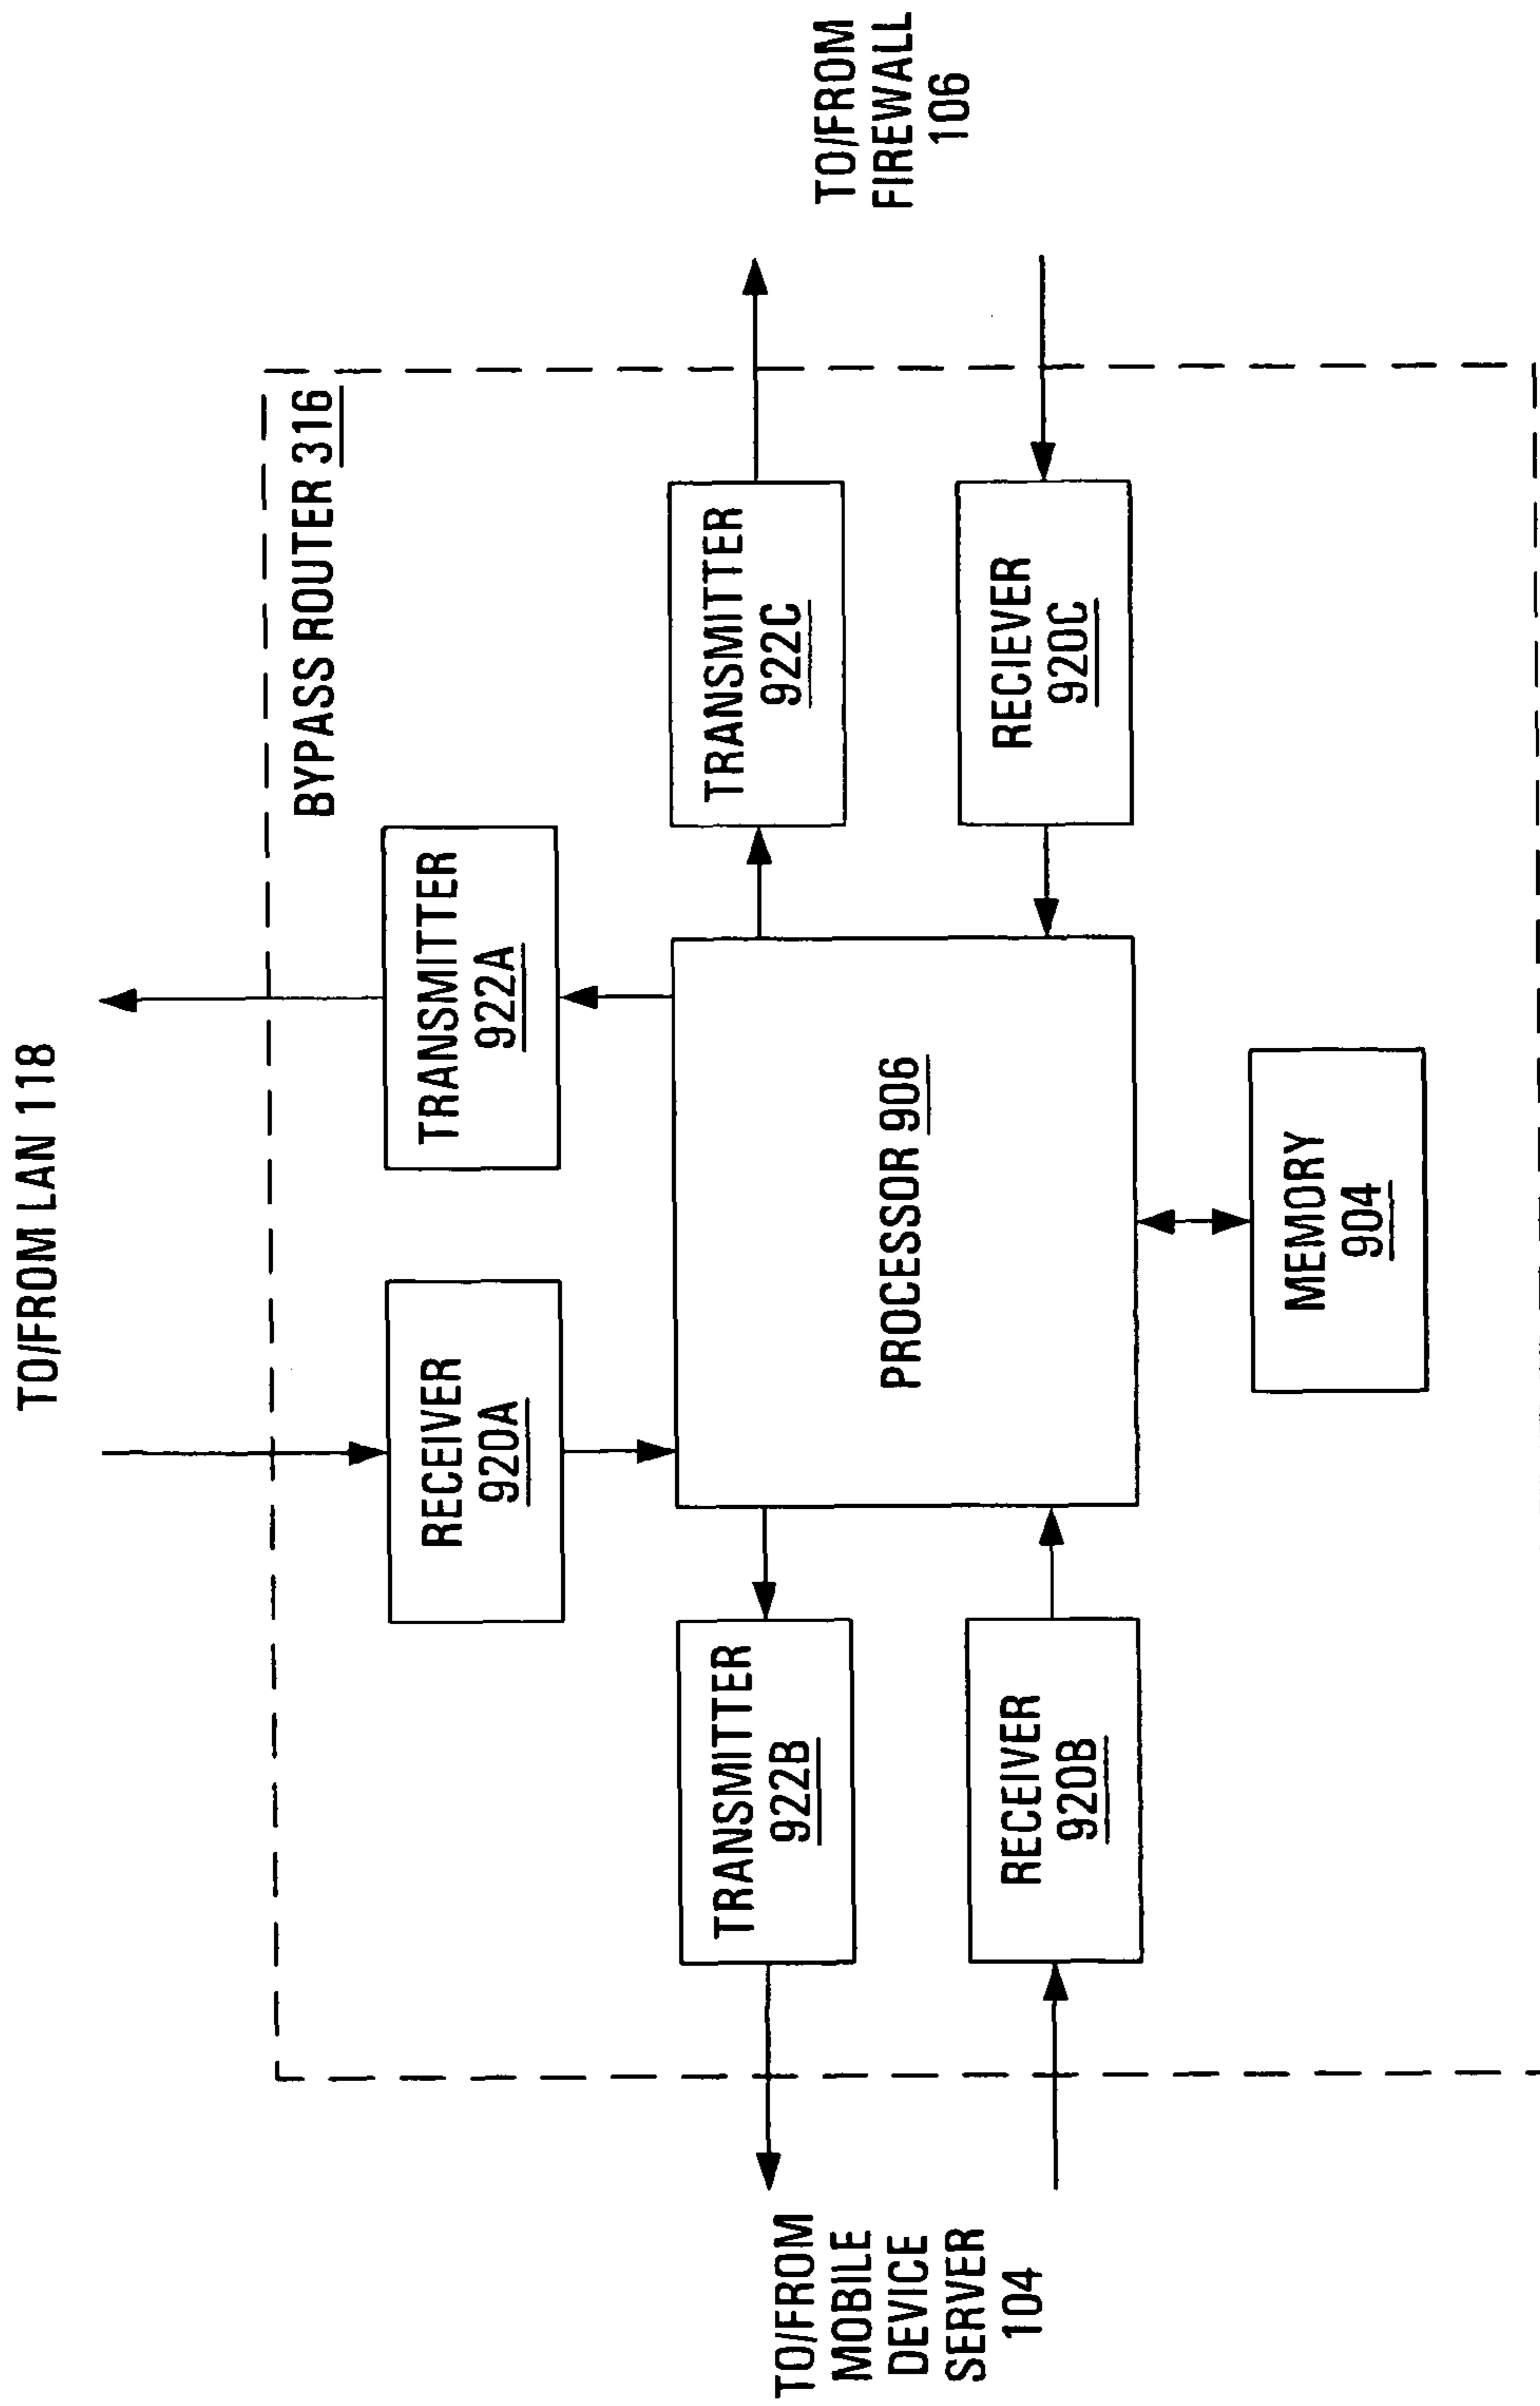 TO/FROM LAN 118
BYPASS ROUTER 316
RECEIVER
920A
TRANSMITTER
922A
TRANSMITTER
922B
TRANSMITTER
922C
PROCESSOR 906
RECEIVER
920B
RECIEVER
920C
MEMORY
904
TO/FROM
MOBILE
DEVICE
SERVER
104
TO/FROM
FIREWALL
106